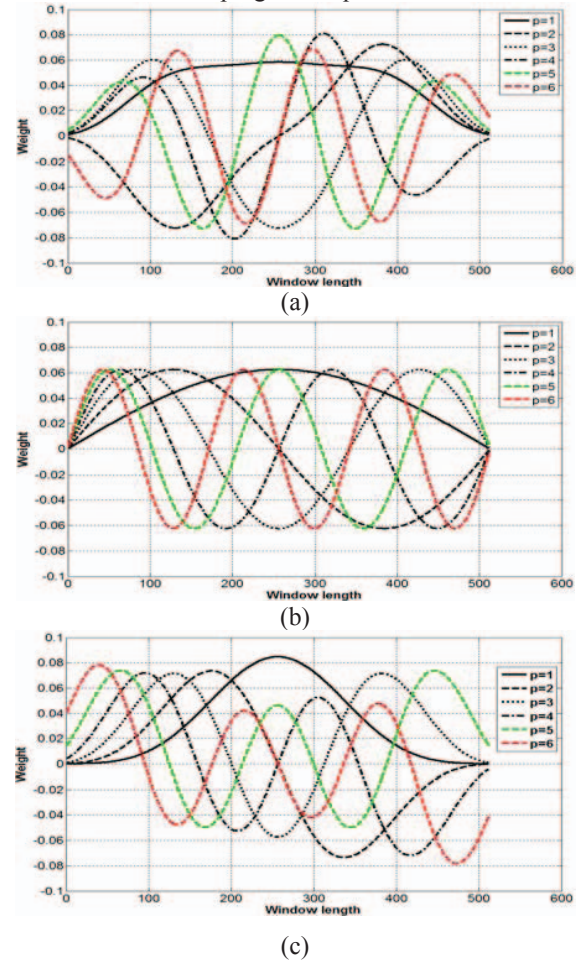 0.1
0.08
0.06
0.04
0.02
0
-0.02
-0.04
-0.06
-0.08
-0.1
Weight
0 100 200 300 400 500 600
Window length
p=1
p=2
p=3
p=4
p=5
p=6
(a)
0.1
0.08
0.06
0.04
0.02
0
-0.02
-0.04
-0.06
-0.08
-0.1
Weight
0 100 200 300 400 500 600
Window length
p=1
p=2
p=3
p=4
p=5
p=6
(b)
0.1
0.08
0.06
0.04
0.02
0
-0.02
-0.04
-0.06
-0.08
-0.1
Weight
0 100 200 300 400 500 600
Window length
p=1
p=2
p=3
p=4
p=5
p=6
(c)